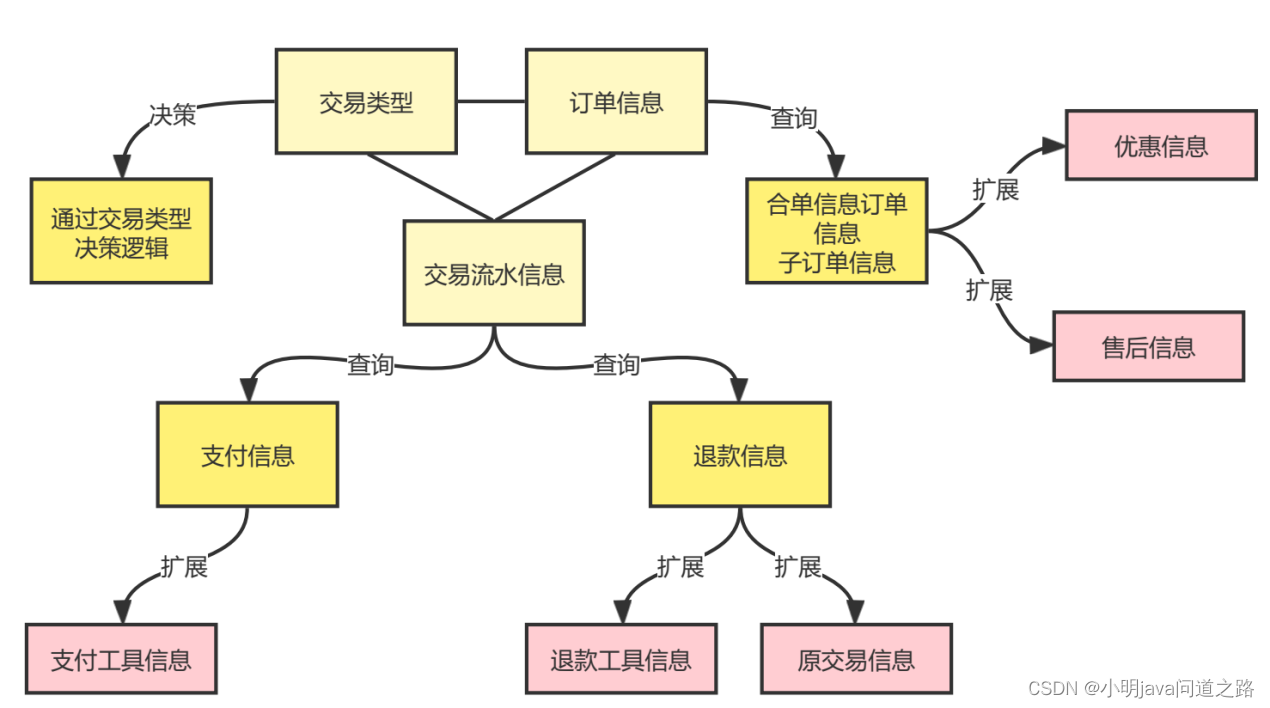 交易类型
订单信息
决策
查询
优惠信息
扩展
通过交易类型
决策逻辑
合单信息订单
信息
子订单信息
交易流水信息
扩展
售后信息
查询
查询
支付信息
退款信息
扩展
扩展
扩展
支付工具信息
退款工具信息
原交易信息
CSDN @小明java问道之路